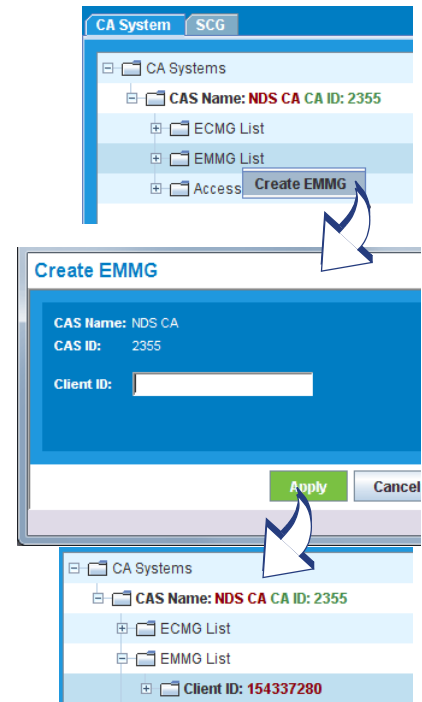 CA System SCG
CA Systems
CAS Name: NDS CA CA ID: 2355
ECMG List
EMMG List
Access
Create EMMG
Create EMMG
CAS Name: NDS CA
CAS ID: 2355
Client ID:
Apply Cancel
CA Systems
CAS Name: NDS CA CA ID: 2355
ECMG List
EMMG List
Client ID: 154337280